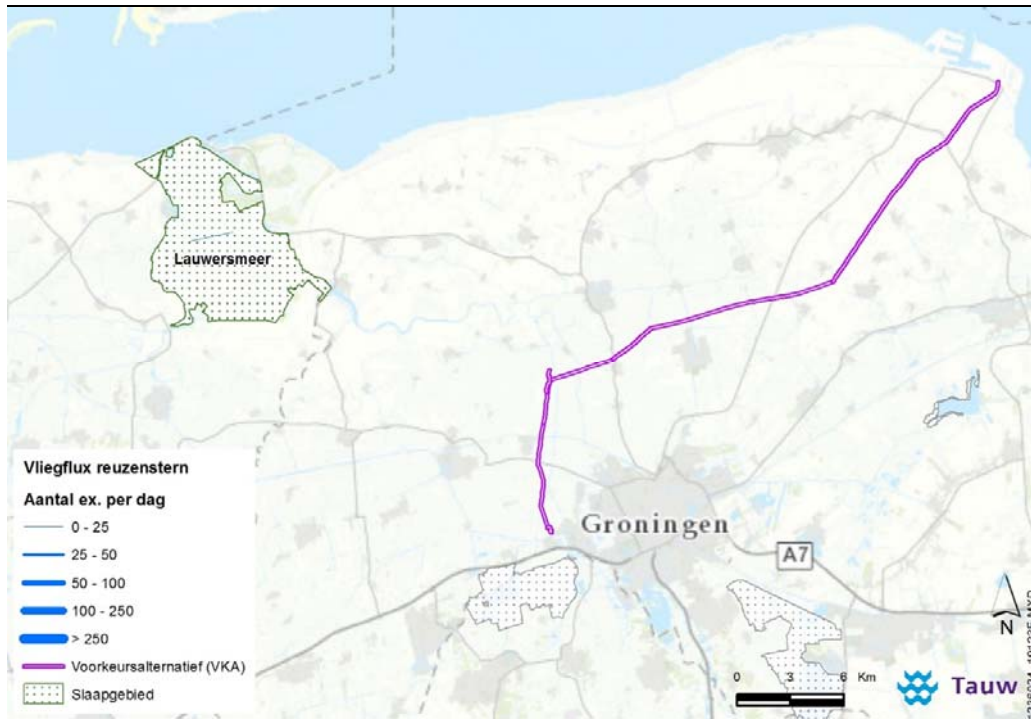 Lauwersmeer
Groningen
A7
Vliegflux reuzenstern
Aantal ex. per dag
0 - 25
25 - 50
50 - 100
100 - 250
> 250
Voorkeursalternatief (VKA)
Slaapgebied
0 3 6 Km
N
Tauw